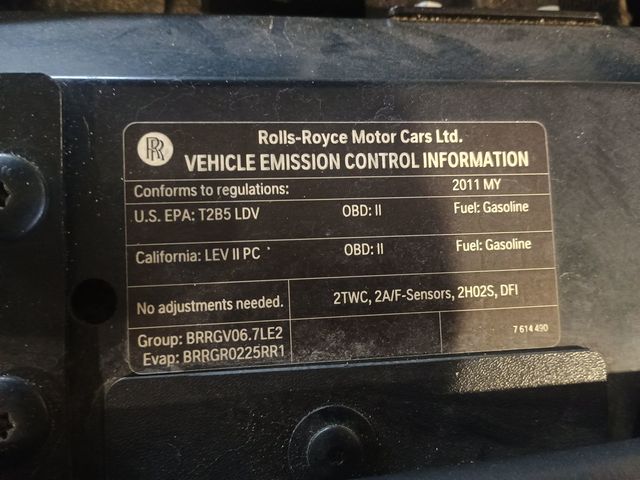 RR
Rolls-Royce Motor Cars Ltd.
VEHICLE EMISSION CONTROL INFORMATION
Conforms to regulations: 2011 MY
U.S. EPA: T2B5 LDV OBD: II Fuel: Gasoline
California: LEV II PC OBD: II Fuel: Gasoline
No adjustments needed. 2TWC, 2A/F-Sensors, 2H02S, DFI
Group: BRRGV06.7LE2 7 614 490
Evap: BRRGR0225RR1